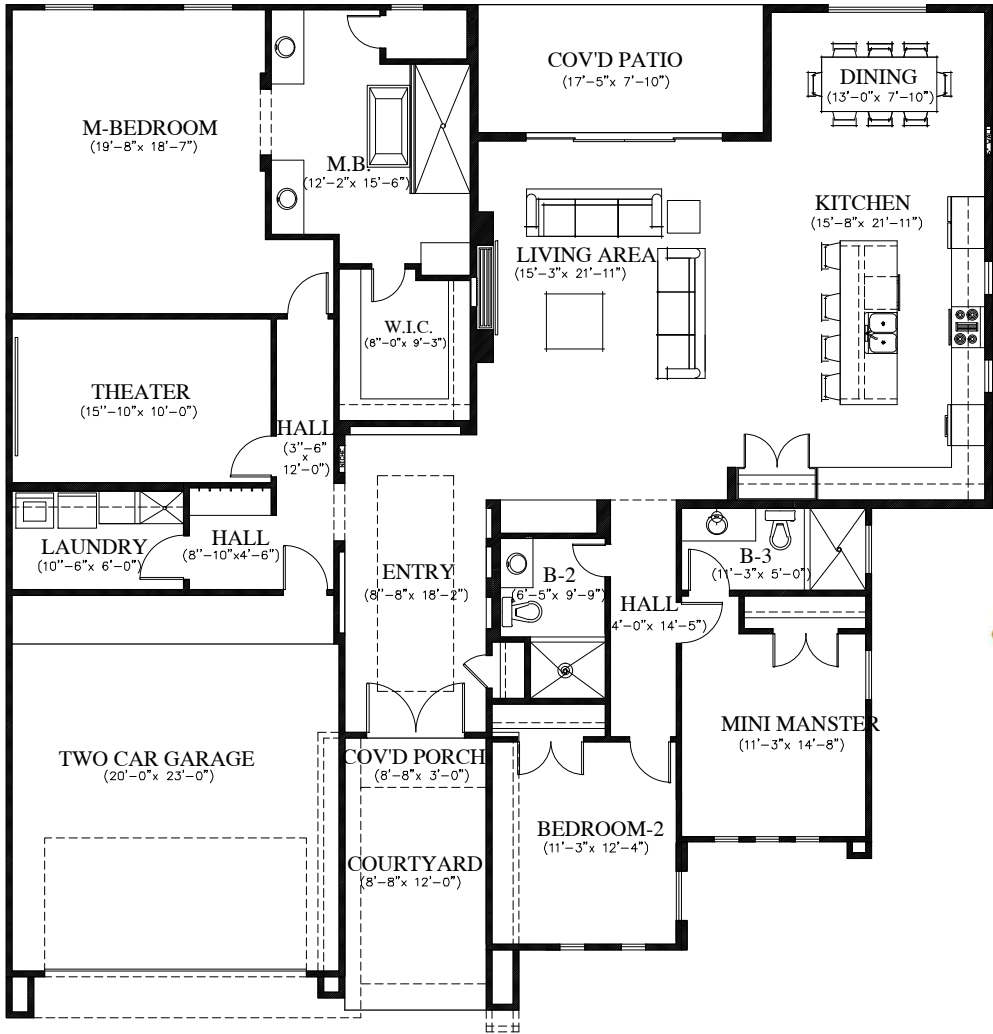 COV'D PATIO
(17'-5"x 7'-10")
DINING
(13'-0"x 7'-10")
M-BEDROOM
(19'-8"x 18'-7")
M.B.
(12'-2"x 15'-6")
KITCHEN
(15'-8"x 21'-11")
LIVING AREA
(15'-3"x 21'-11")
W.I.C.
(8"-0"x 9'-3")
THEATER
(15"-10"x 10'-0")
HALL
(3"-6"
x
12'-0")
NICHE
LAUNDRY
(10"-6"x 6'-0")
HALL
(8"-10"x4'-6")
ENTRY
(8"-8"x 18'-2")
B-2
(6'-5"x 9'-9")
B-3
(11'-3"x 5'-0")
HALL
4'-0"x 14'-5")
MINI MANSTER
(11'-3"x 14'-8")
TWO CAR GARAGE
(20'-0"x 23'-0")
COV'D PORCH
(8'-8"x 3'-0")
BEDROOM-2
(11'-3"x 12'-4")
COURTYARD
(8'-8"x 12'-0")